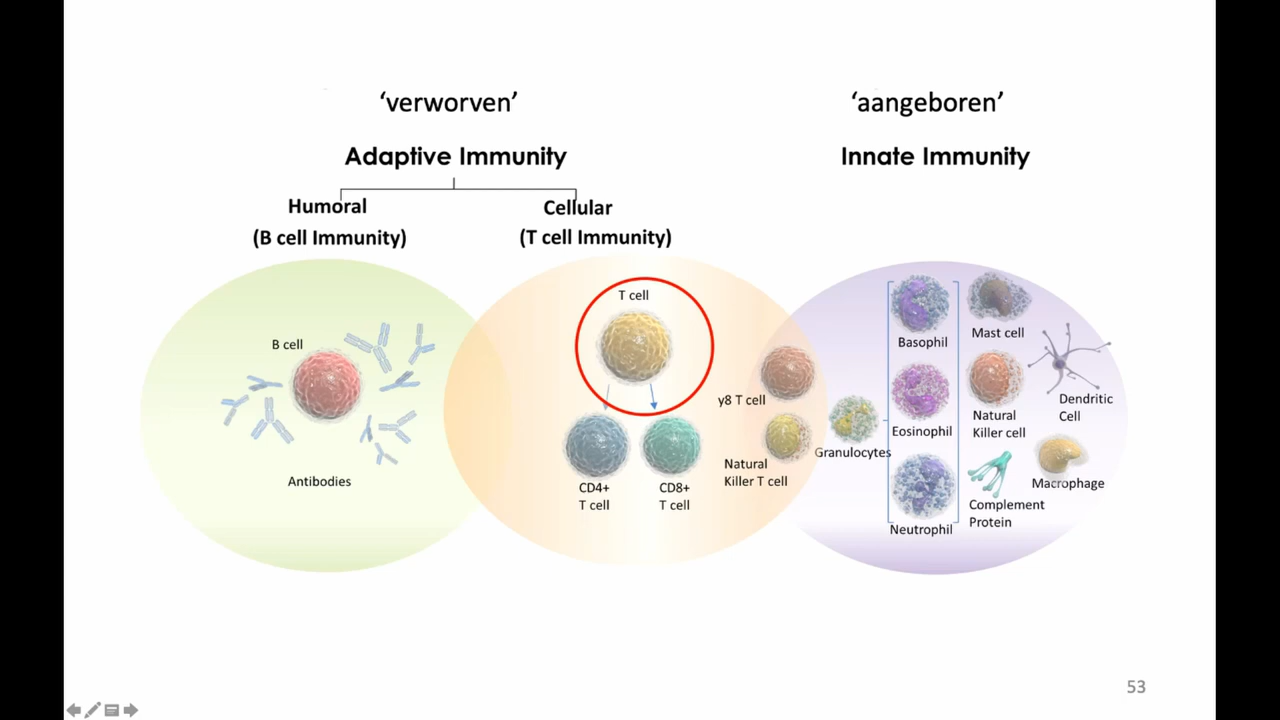 ‘verworven’
‘aangeboren’
Adaptive Immunity
Innate Immunity
Humoral
(B cell Immunity)
Cellular
(T cell Immunity)
B cell
Antibodies
T cell
CD4+
T cell
CD8+
T cell
y8 T cell
Natural
Killer T cell
Granulocytes
Basophil
Eosinophil
Neutrophil
Mast cell
Natural
Killer cell
Complement
Protein
Dendritic
Cell
Macrophage
53